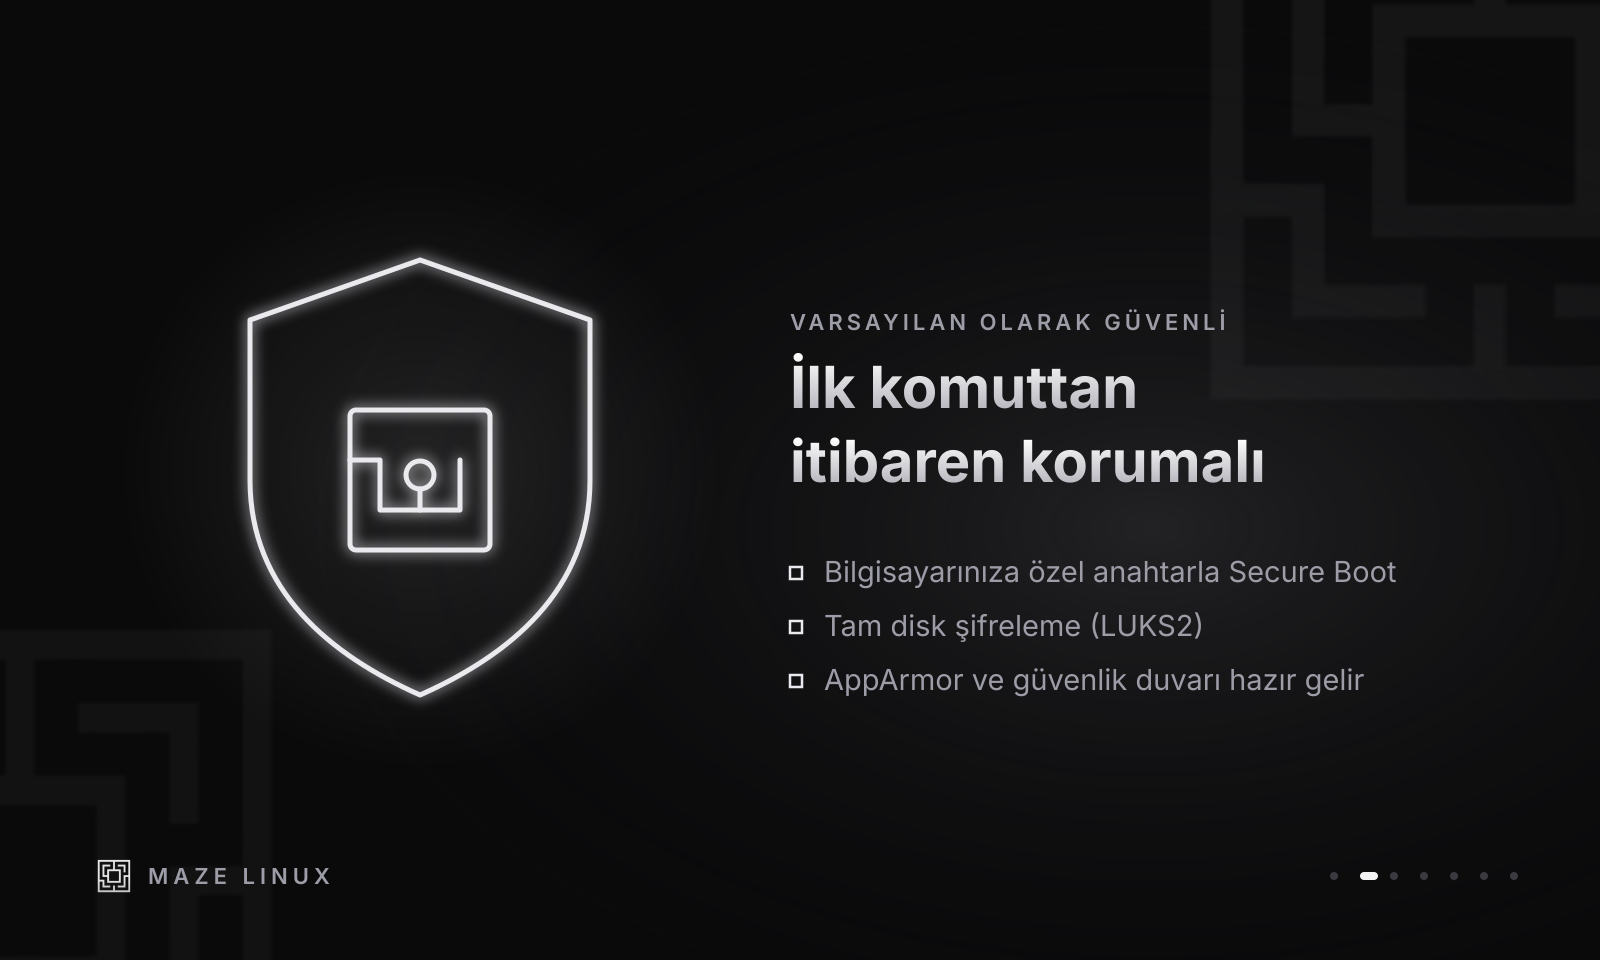 VARSAYILAN OLARAK GÜVENLİ
İlk komuttan
itibaren korumalı
Bilgisayarınıza özel anahtarla Secure Boot
Tam disk şifreleme (LUKS2)
AppArmor ve güvenlik duvarı hazır gelir
MAZE LINUX